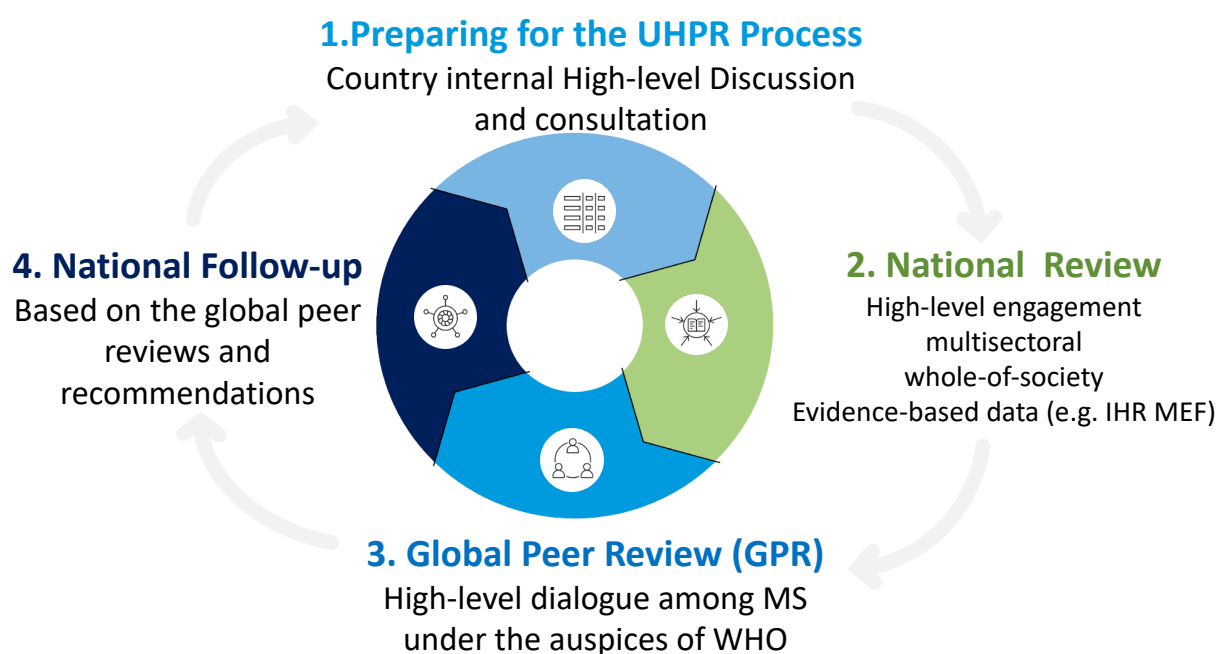 1.Preparing for the UHPR Process
Country internal High-level Discussion
and consultation
2. National Review
High-level engagement
multisectoral
whole-of-society
Evidence-based data (e.g. IHR MEF)
3. Global Peer Review (GPR)
High-level dialogue among MS
under the auspices of WHO
4. National Follow-up
Based on the global peer
reviews and
recommendations